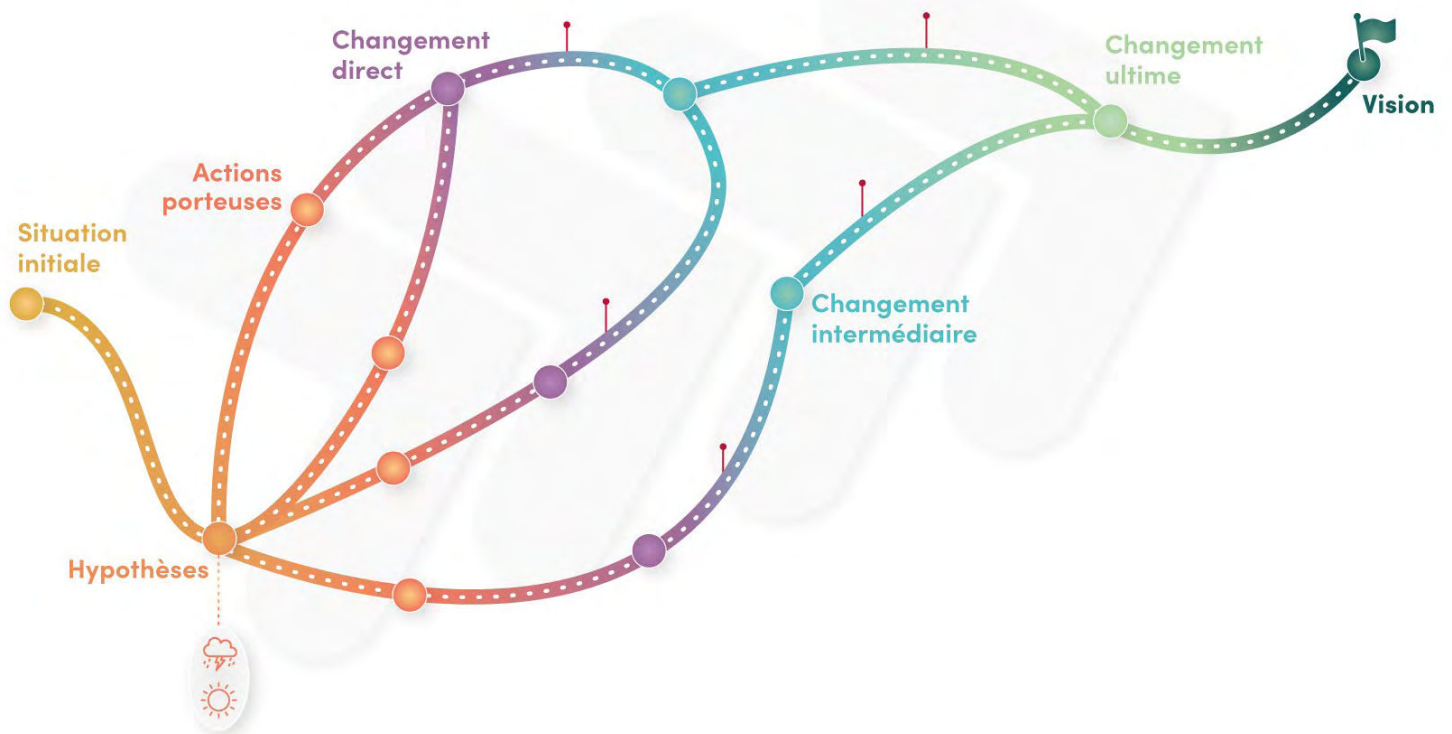 Situation
initiale
Hypothèses
Actions
porteuses
Changement
direct
Changement
intermédiaire
Changement
ultime
Vision